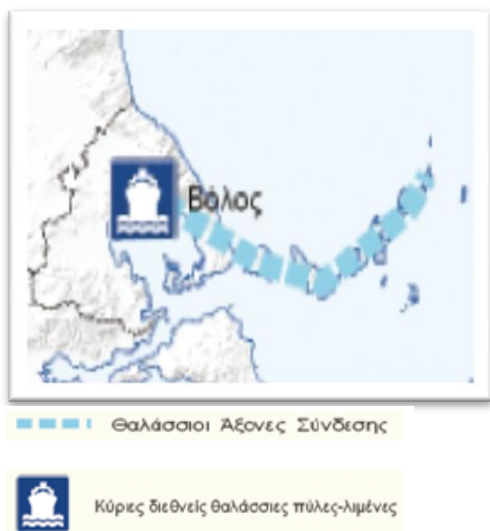 Βόλος
Θαλάσσιοι Άξονες Σύνδεσης
Κύριες διεθνείς θαλάσσιες πύλες-λιμένες